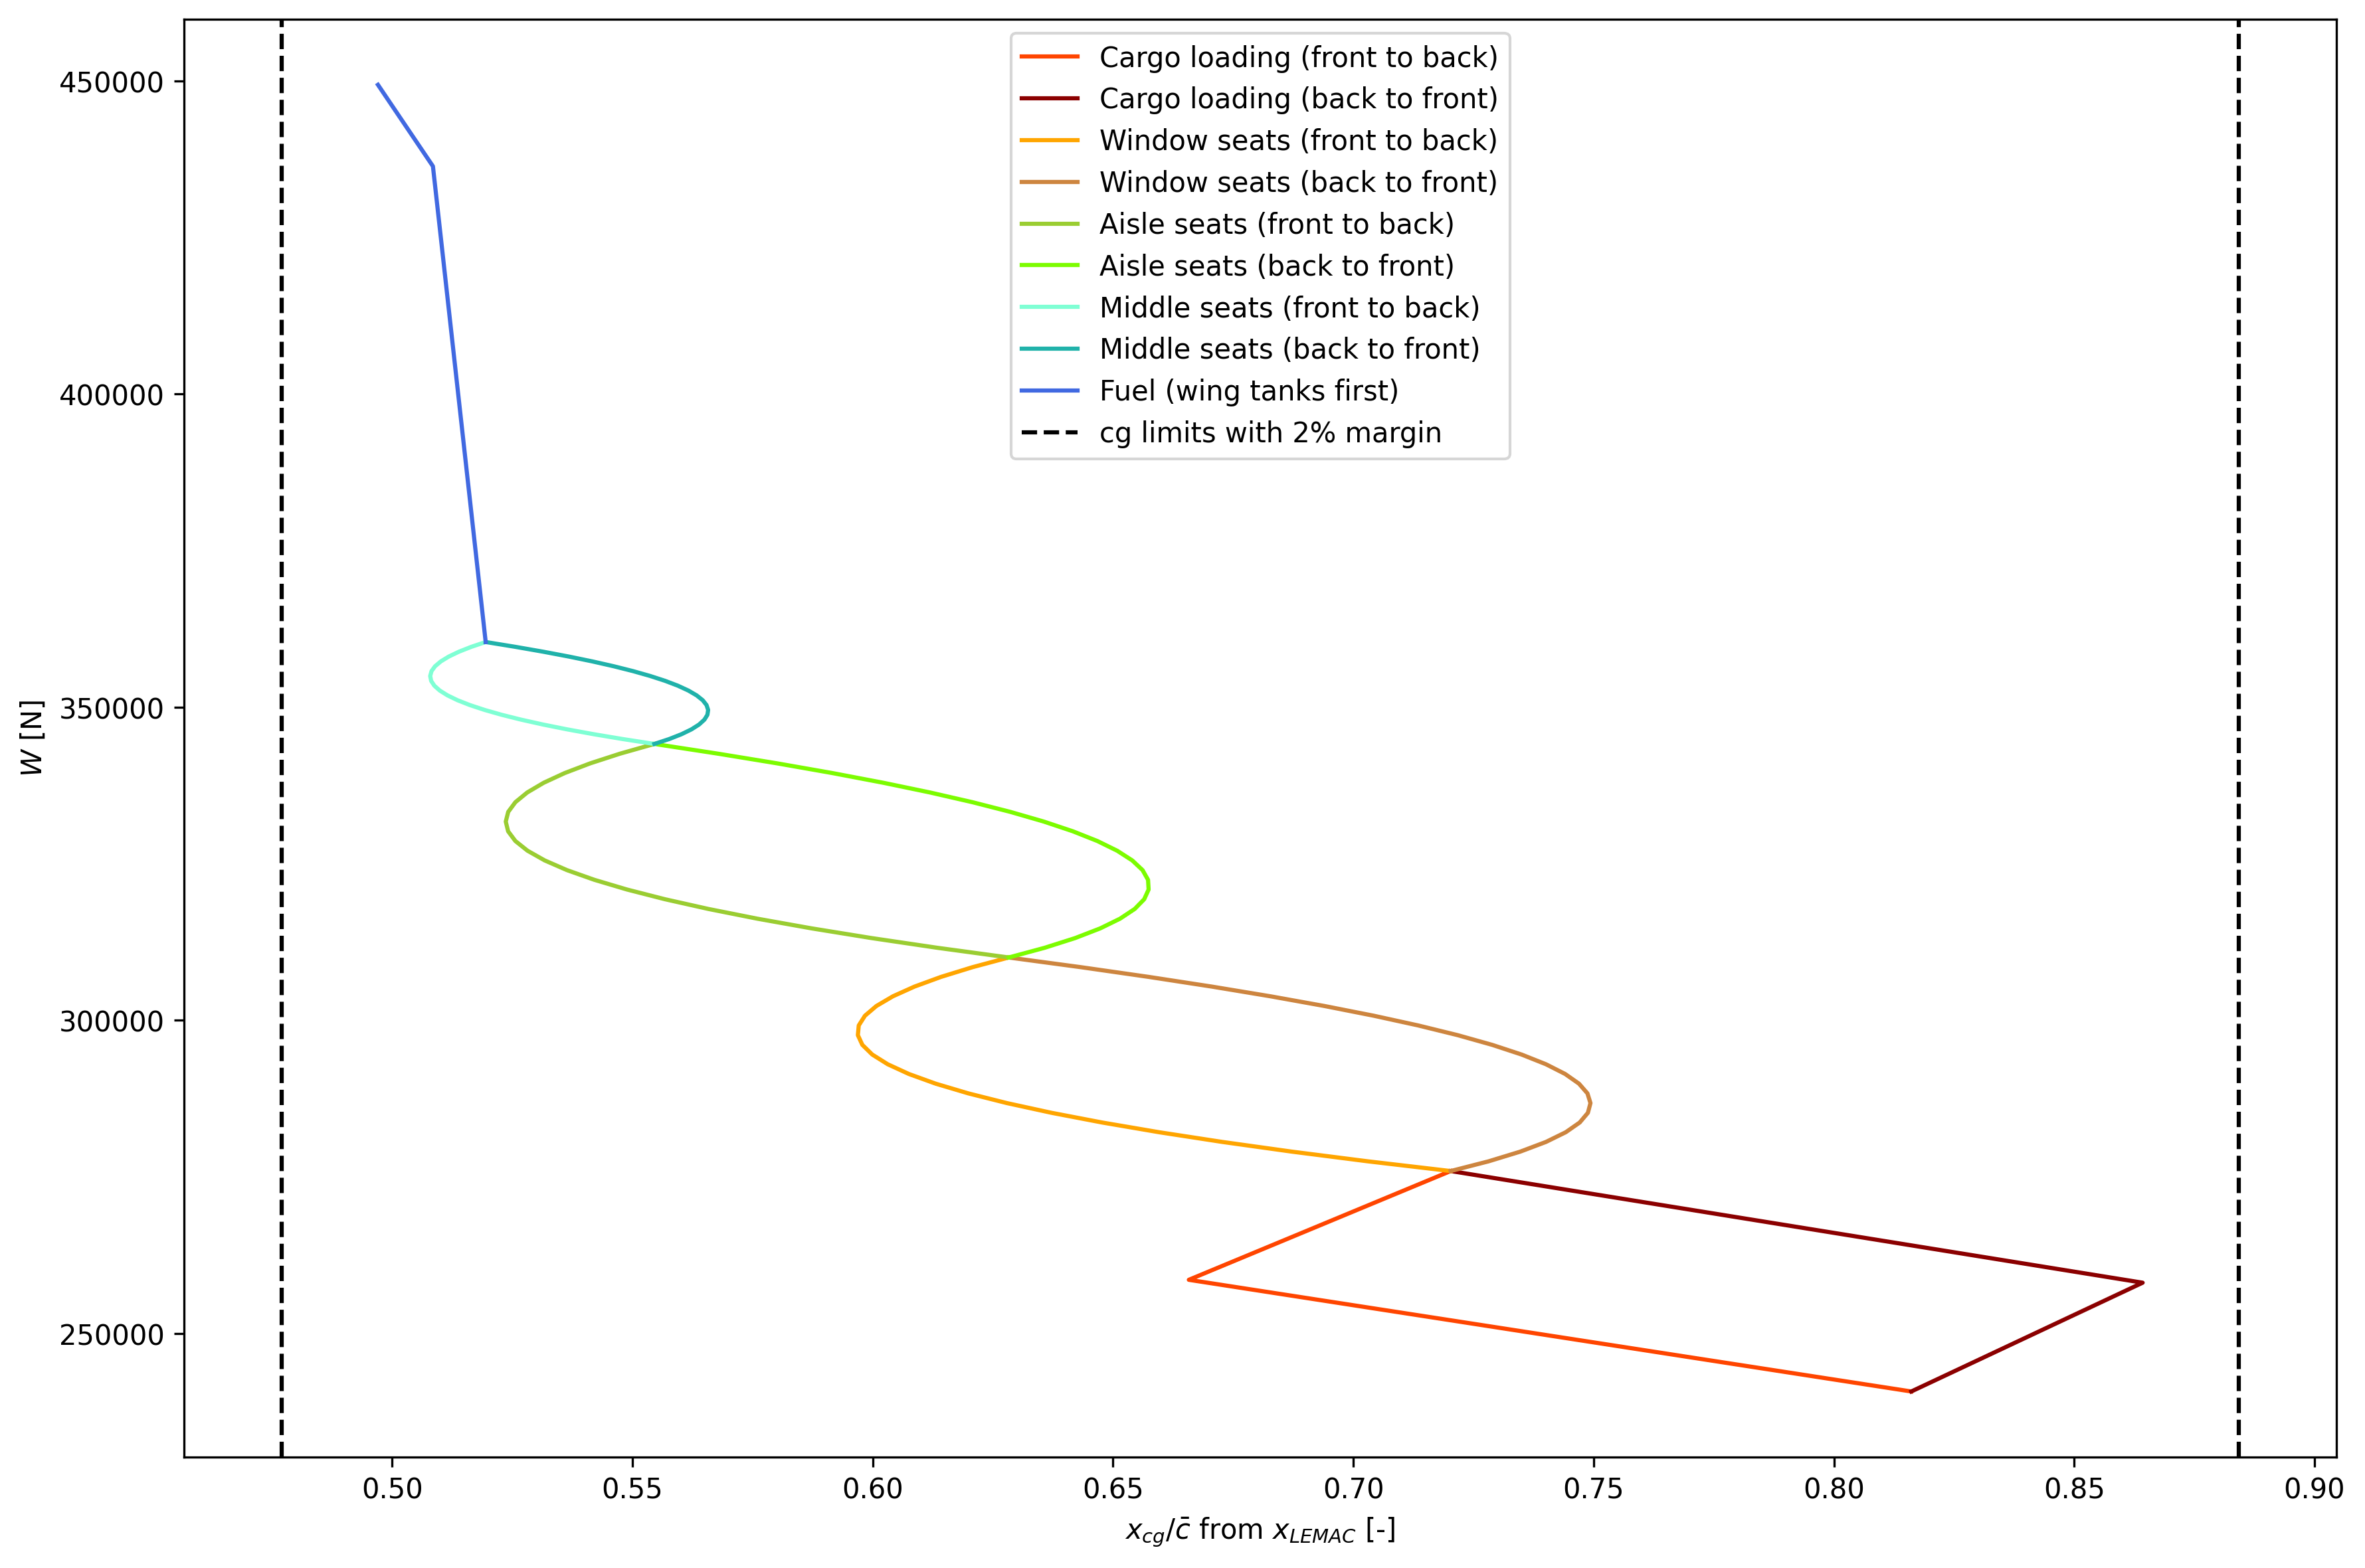 450000
400000
350000
300000
250000
W [N]
Cargo loading (front to back)
Cargo loading (back to front)
Window seats (front to back)
Window seats (back to front)
Aisle seats (front to back)
Aisle seats (back to front)
Middle seats (front to back)
Middle seats (back to front)
Fuel (wing tanks first)
cg limits with 2% margin
0.50 0.55 0.60 0.65 0.70 0.75 0.80 0.85 0.90
x_cg/c̄ from x_LEMAC [-]